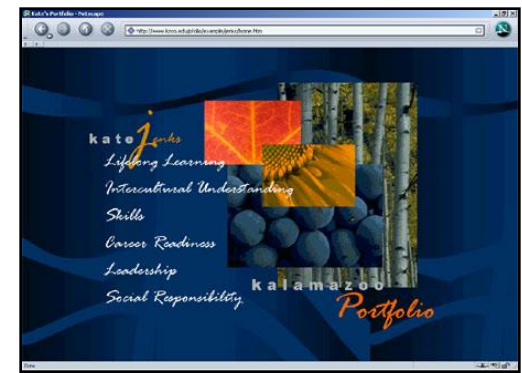 Kate's Portfolio - Netscape
kate jenks
Lifelong Learning
Intercultural Understanding
Skills
Career Readiness
Leadership
Social Responsibility
kalamazoo
Portfolio